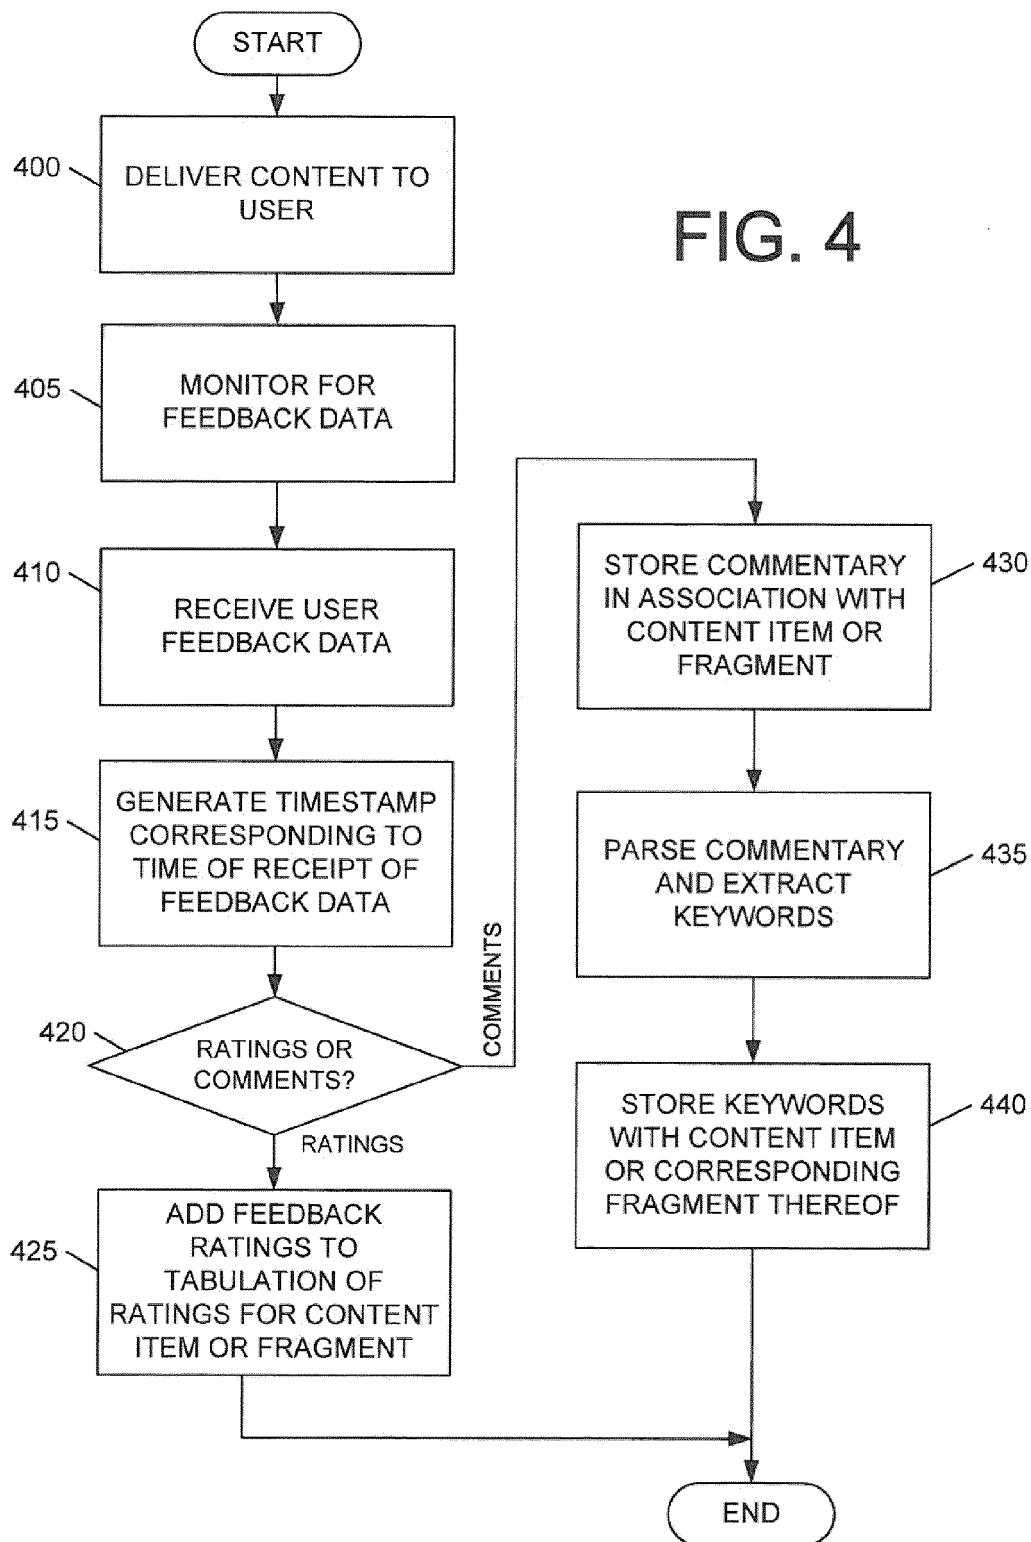 START
400
DELIVER CONTENT TO
USER
FIG. 4
405
MONITOR FOR
FEEDBACK DATA
410
RECEIVE USER
FEEDBACK DATA
415
GENERATE TIMESTAMP
CORRESPONDING TO
TIME OF RECEIPT OF
FEEDBACK DATA
420
RATINGS OR
COMMENTS?
COMMENTS
RATINGS
425
ADD FEEDBACK
RATINGS TO
TABULATION OF
RATINGS FOR CONTENT
ITEM OR FRAGMENT
430
STORE COMMENTARY
IN ASSOCIATION WITH
CONTENT ITEM OR
FRAGMENT
435
PARSE COMMENTARY
AND EXTRACT
KEYWORDS
440
STORE KEYWORDS
WITH CONTENT ITEM
OR CORRESPONDING
FRAGMENT THEREOF
END